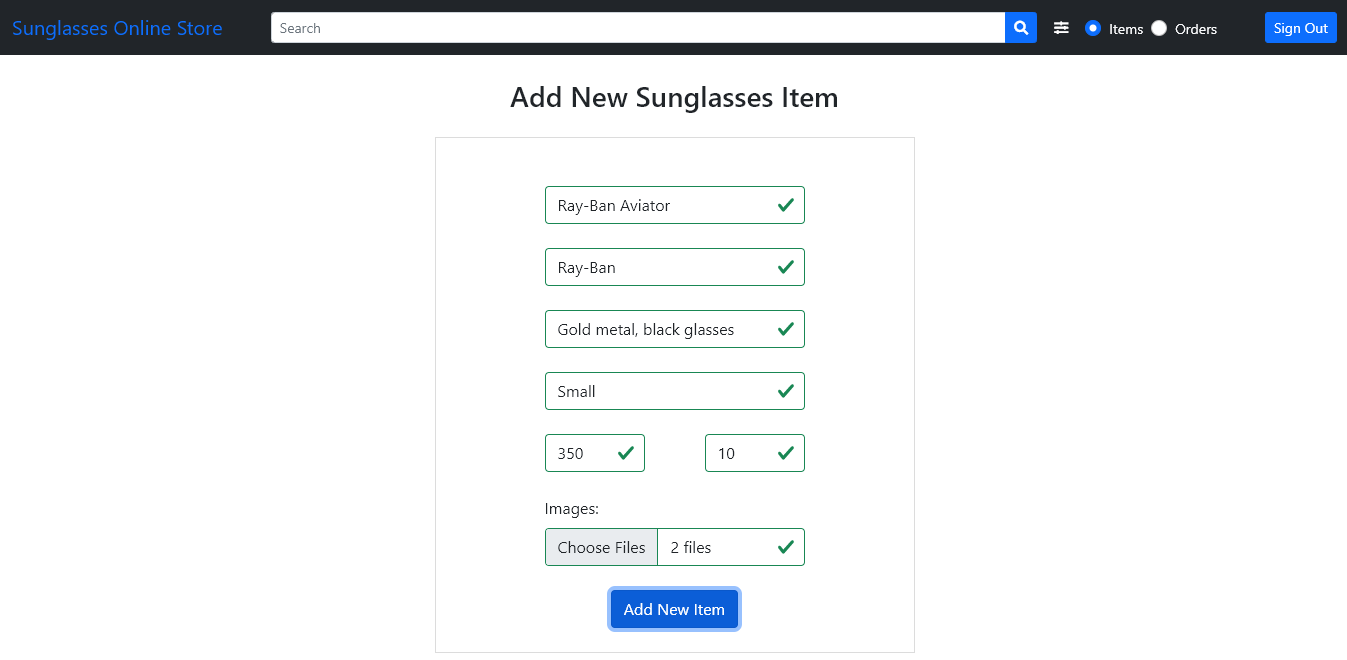 Sunglasses Online Store Search Items Orders Sign Out
Add New Sunglasses Item
Ray-Ban Aviator
Ray-Ban
Gold metal, black glasses
Small
350 10
Images:
Choose Files 2 files
Add New Item